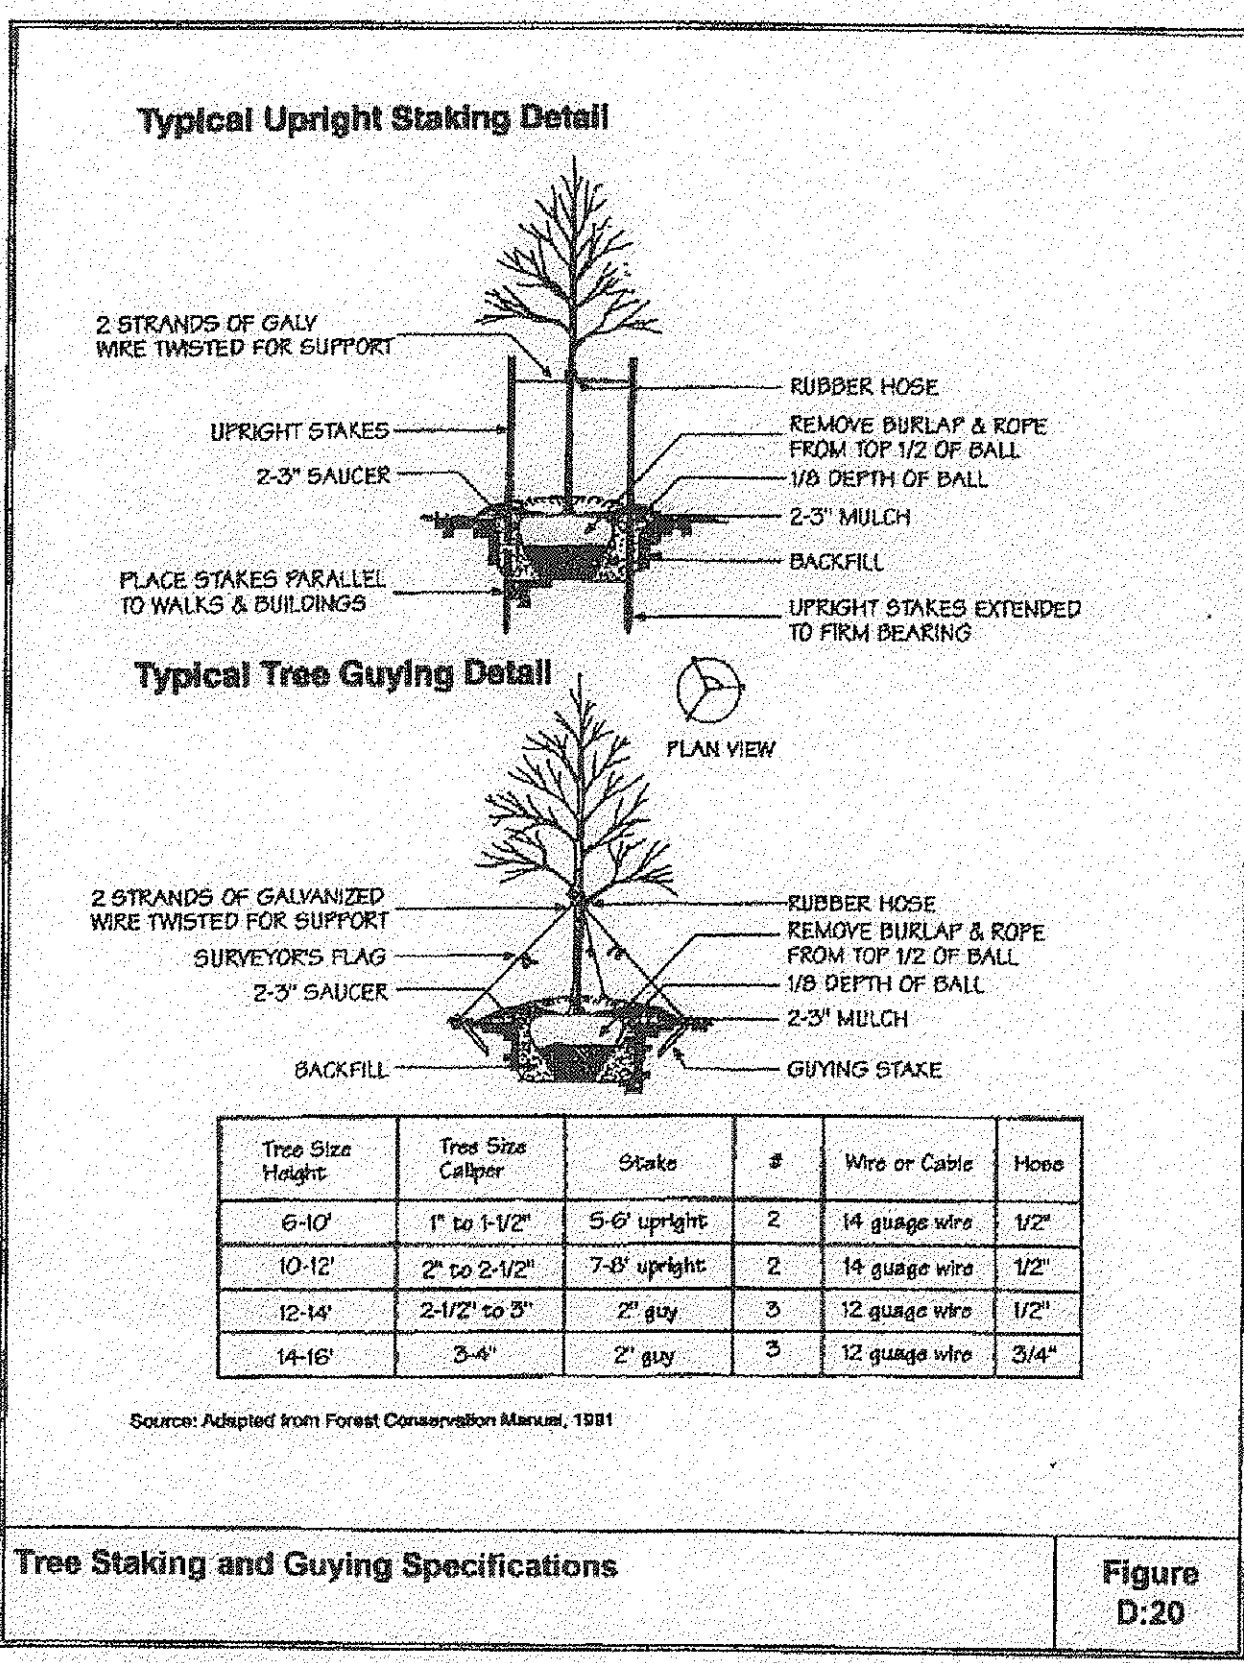 Typical Upright Staking Detail
2 STRANDS OF GALV
WIRE TWISTED FOR SUPPORT
UPRIGHT STAKES
2-3" SAUCER
PLACE STAKES PARALLEL
TO WALKS & BUILDINGS
RUBBER HOSE
REMOVE BURLAP & ROPE
FROM TOP 1/2 OF BALL
1/8 DEPTH OF BALL
2-3" MULCH
BACKFILL
UPRIGHT STAKES EXTENDED
TO FIRM BEARING
Typical Tree Guying Detail
PLAN VIEW
2 STRANDS OF GALVANIZED
WIRE TWISTED FOR SUPPORT
SURVEYOR'S FLAG
2-3" SAUCER
BACKFILL
RUBBER HOSE
REMOVE BURLAP & ROPE
FROM TOP 1/2 OF BALL
1/8 DEPTH OF BALL
2-3" MULCH
GUYING STAKE
Tree Size Height Tree Size Caliper Stake # Wire or Cable Hose
6-10' 1" to 1-1/2" 5-6' upright 2 14 guage wire 1/2"
10-12' 2" to 2-1/2" 7-8' upright 2 14 guage wire 1/2"
12-14' 2-1/2" to 3" 2" guy 3 12 guage wire 1/2"
14-16' 3-4" 2" guy 3 12 guage wire 3/4"
Source: Adapted from Forest Conservation Manual, 1991
Tree Staking and Guying Specifications
Figure
D:20